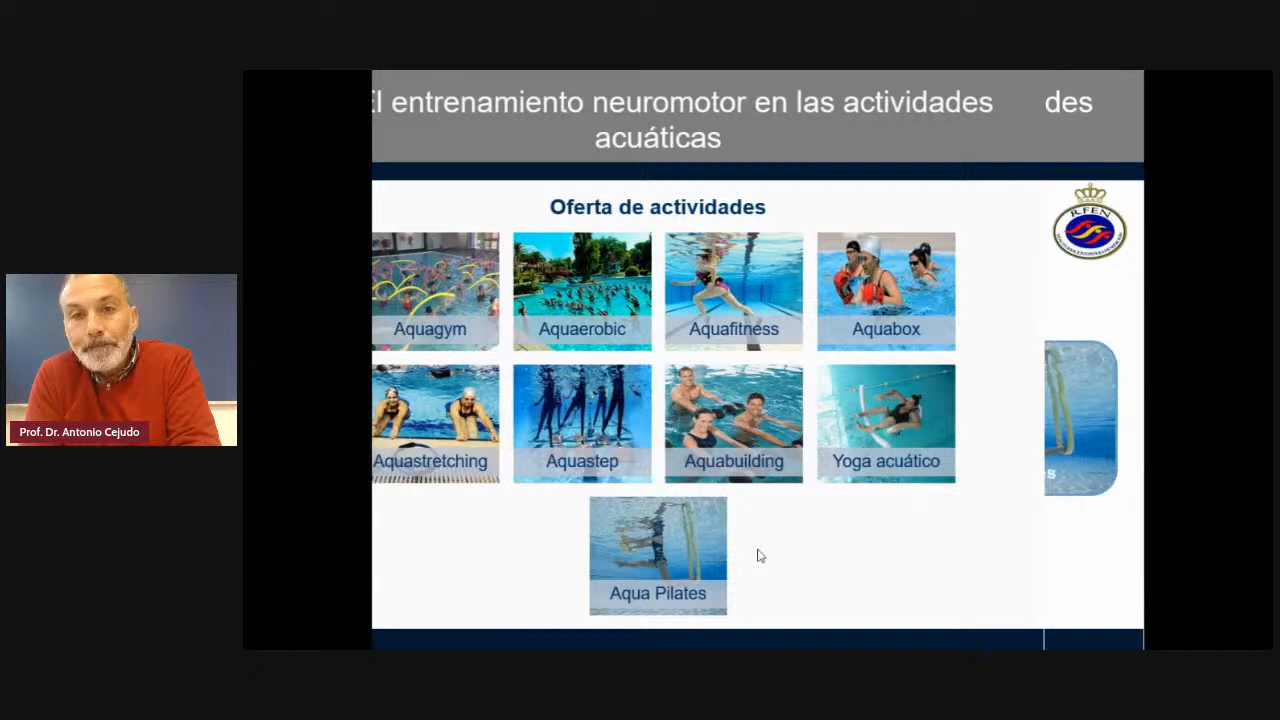 El entrenamiento neuromotor en las actividades des
acuáticas
Oferta de actividades
R.F.E.N
Aquagym
Aquaerobic
Aquafitness
Aquabox
Aquastretching
Aquastep
Aquabuilding
Yoga acuático
s
Aqua Pilates
Prof. Dr. Antonio Cejudo